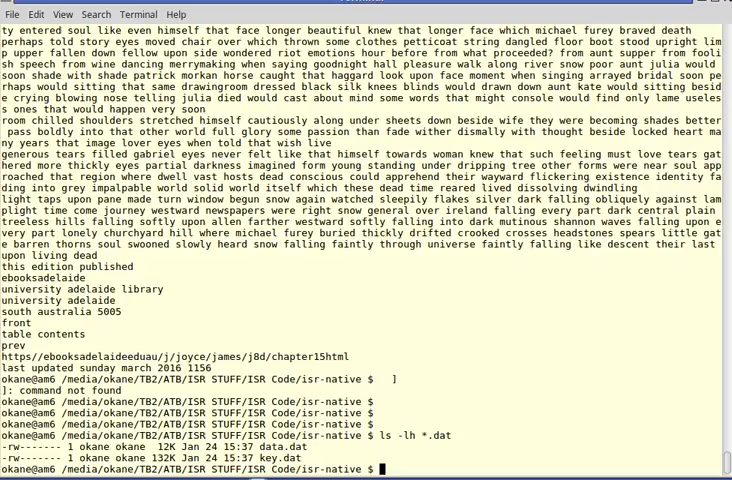 Terminal
File Edit View Search Terminal Help
ty entered soul like even himself that face longer beautiful knew that longer face which michael furey braved death
perhaps told story eyes moved chair over which thrown some clothes petticoat string dangled floor boot stood upright lim
p upper fallen down fellow upon side wondered riot emotions hour before from what proceeded? from aunt supper from fooli
sh speech from wine dancing merrymaking when saying goodnight hall pleasure walk along river snow poor aunt julia would
soon shade with shade patrick morkan horse caught that haggard look upon face moment when singing arrayed bridal soon pe
rhaps would sitting that same drawingroom dressed black silk knees blinds would drawn down aunt kate would sitting besid
e crying blowing nose telling julia died would cast about mind some words that might console would find only lame useles
s ones that would happen very soon
room chilled shoulders stretched himself cautiously along under sheets down beside wife they were becoming shades better
pass boldly into that other world full glory some passion than fade wither dismally with thought beside locked heart ma
ny years that image lover eyes when told that wish live
generous tears filled gabriel eyes never felt like that himself towards woman knew that such feeling must love tears gat
hered more thickly eyes partial darkness imagined form young standing under dripping tree other forms were near soul app
roached that region where dwell vast hosts dead conscious could apprehend their wayward flickering existence identity fa
ding into grey impalpable world solid world itself which these dead time reared lived dissolving dwindling
light taps upon pane made turn window begun snow again watched sleepily flakes silver dark falling obliquely against lam
plight time come journey westward newspapers were right snow general over ireland falling every part dark central plain
treeless hills falling softly upon allen farther westward softly falling into dark mutinous shannon waves falling upon e
very part lonely churchyard hill where michael furey buried thickly drifted crooked crosses headstones spears little gat
e barren thorns soul swooned slowly heard snow falling faintly through universe faintly falling like descent their last
upon living dead
this edition published
ebooksadelaide
university adelaide library
university adelaide
south australia 5005
front
table contents
prev
https//ebooksadelaideeduau/j/joyce/james/j8d/chapter15html
last updated sunday march 2016 1156
okane@am6 /media/okane/TB2/ATB/ISR STUFF/ISR Code/isr-native $ ]
]: command not found
okane@am6 /media/okane/TB2/ATB/ISR STUFF/ISR Code/isr-native $
okane@am6 /media/okane/TB2/ATB/ISR STUFF/ISR Code/isr-native $
okane@am6 /media/okane/TB2/ATB/ISR STUFF/ISR Code/isr-native $
okane@am6 /media/okane/TB2/ATB/ISR STUFF/ISR Code/isr-native $ ls -lh *.dat
-rw------- 1 okane okane 12K Jan 24 15:37 data.dat
-rw------- 1 okane okane 132K Jan 24 15:37 key.dat
okane@am6 /media/okane/TB2/ATB/ISR STUFF/ISR Code/isr-native $